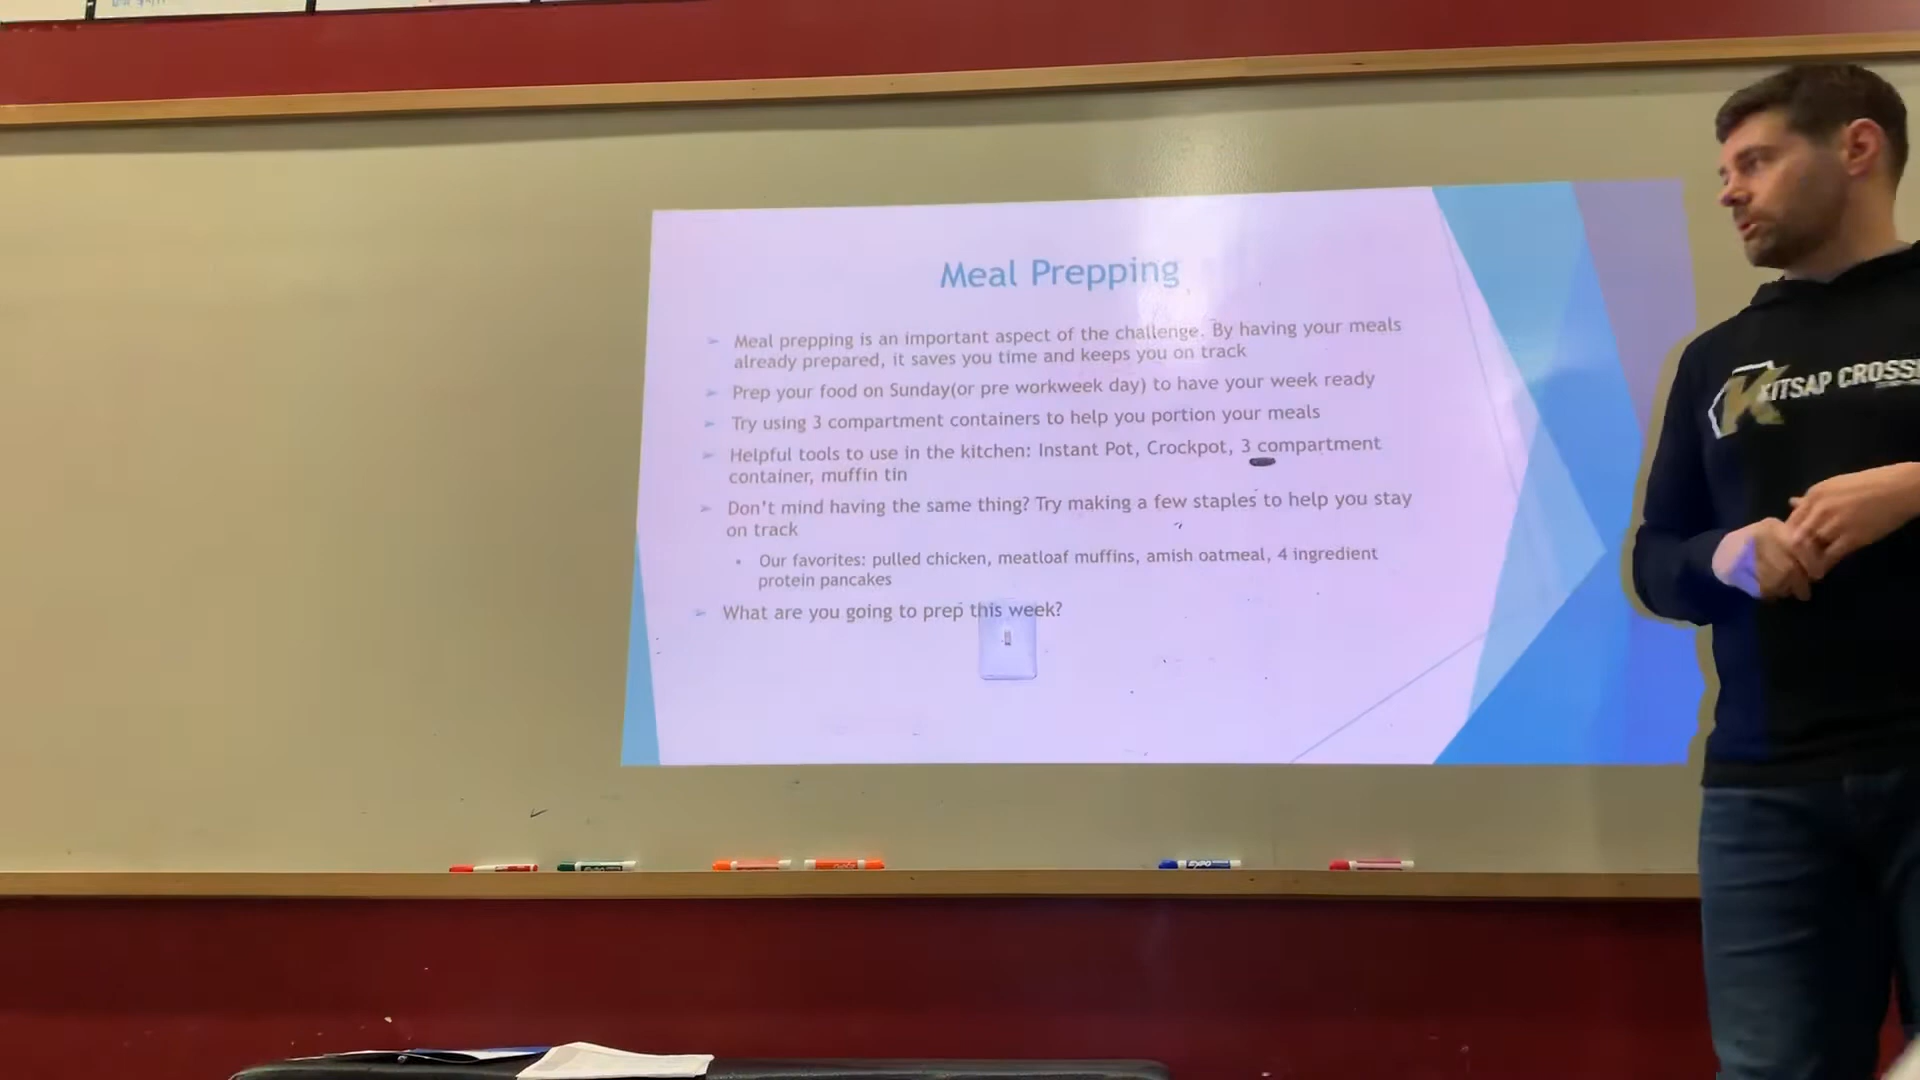 Meal Prepping
Meal prepping is an important aspect of the challenge. By having your meals
already prepared, it saves you time and keeps you on track
Prep your food on Sunday(or pre workweek day) to have your week ready
Try using 3 compartment containers to help you portion your meals
Helpful tools to use in the kitchen: Instant Pot, Crockpot, 3 compartment
container, muffin tin
Don't mind having the same thing? Try making a few staples to help you stay
on track
Our favorites: pulled chicken, meatloaf muffins, amish oatmeal, 4 ingredient
protein pancakes
What are you going to prep this week?
KITSAP CROSSF
EXPO